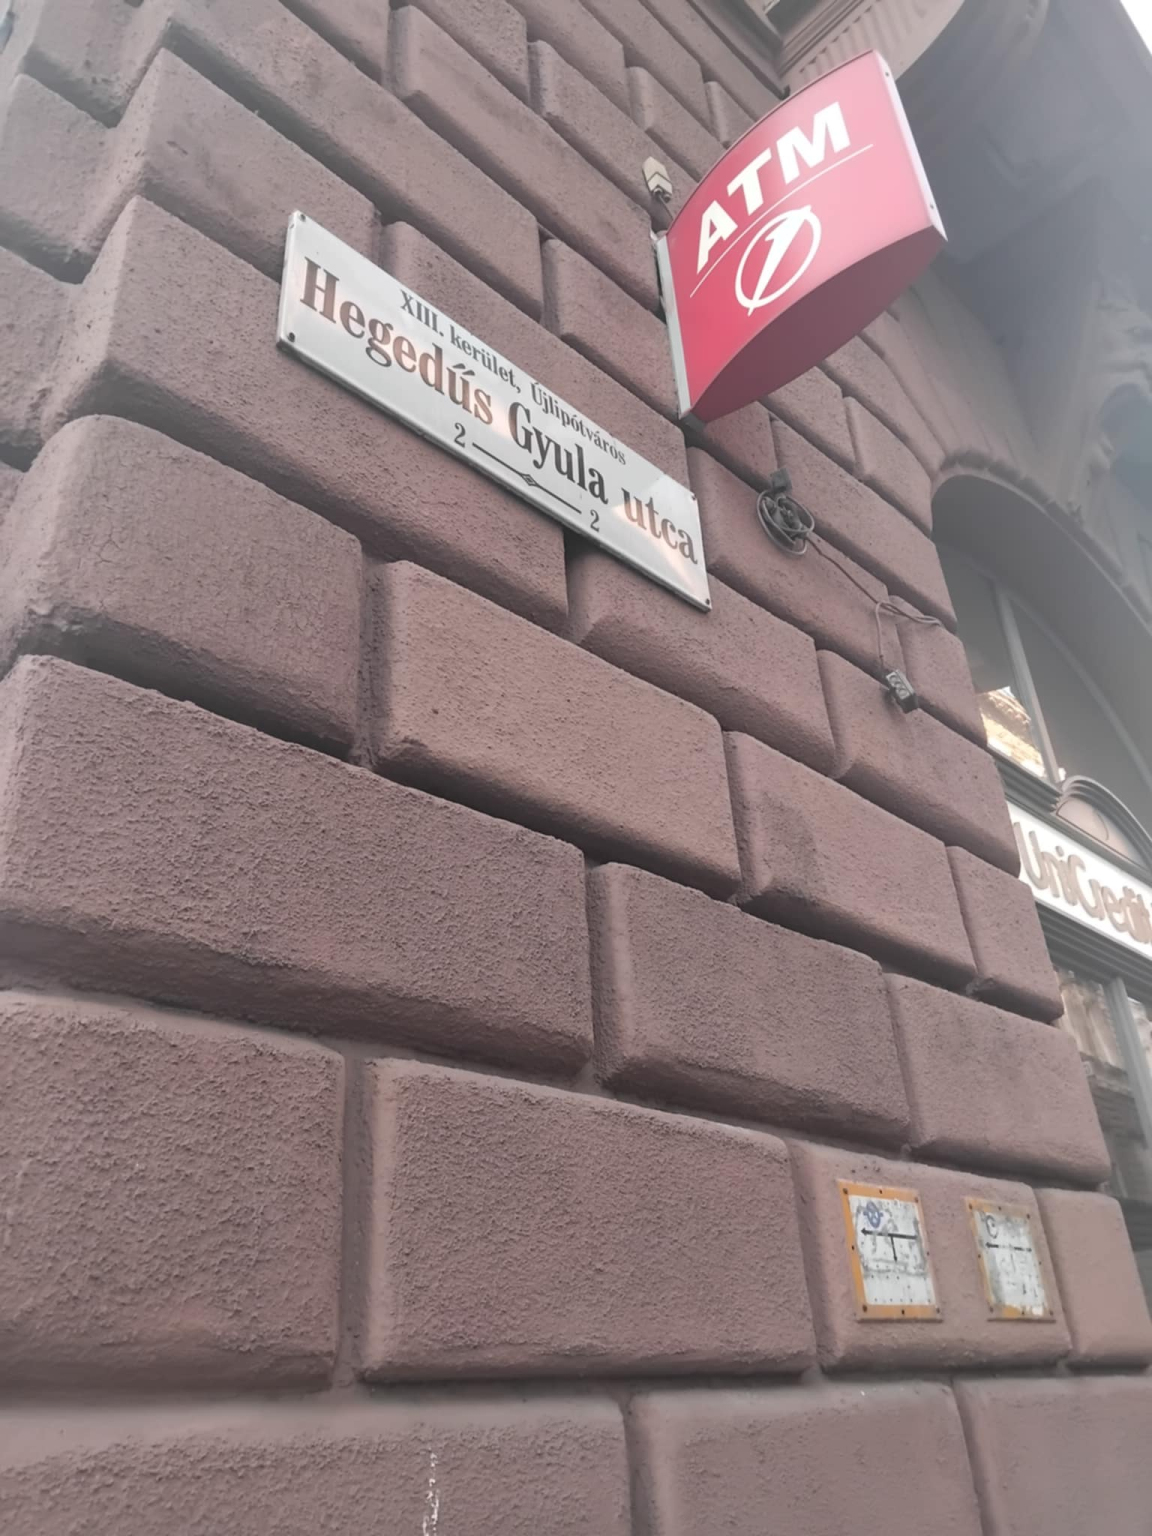 ATM
XIII. kerület, Újlipótváros
Hegedűs Gyula utca
2 2
UniCredit